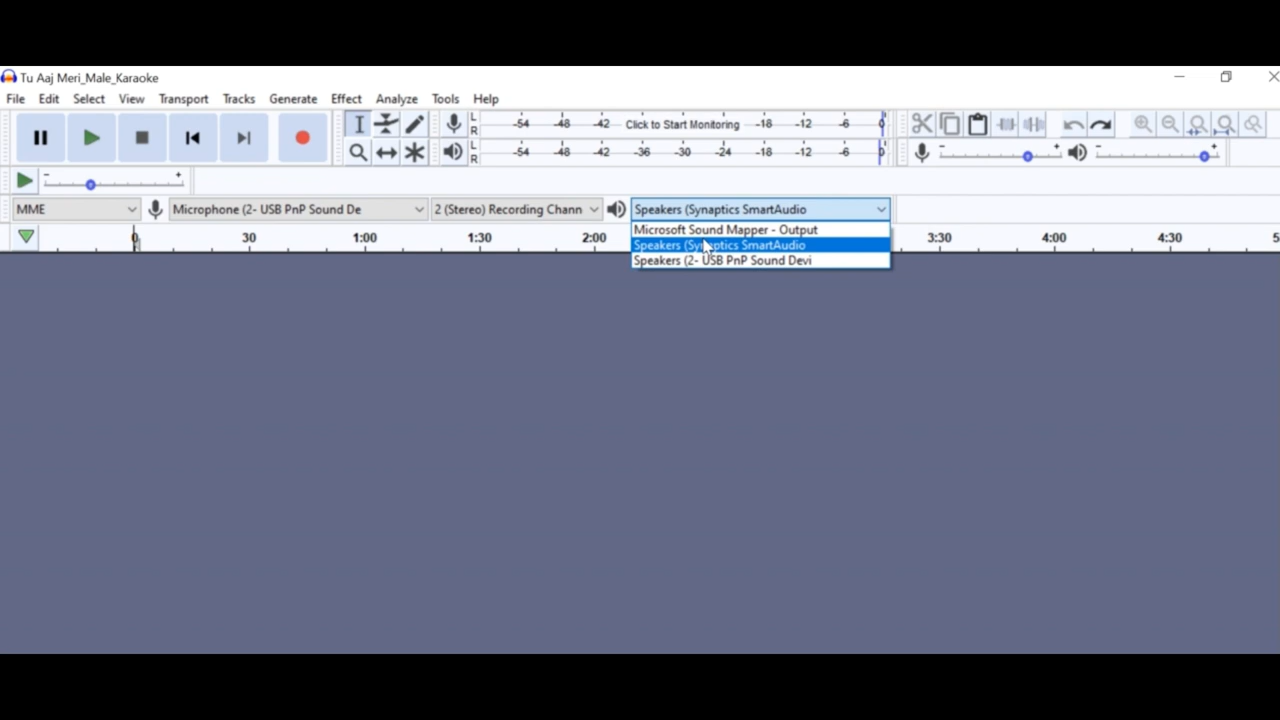 Tu Aaj Meri_Male_Karaoke
File Edit Select View Transport Tracks Generate Effect Analyze Tools Help
L
R
-54 -48 -42 Click to Start Monitoring -18 -12 -6 0
L
R
-54 -48 -42 -36 -30 -24 -18 -12 -6 0
- +
- +
- +
MME
Microphone (2- USB PnP Sound De
2 (Stereo) Recording Chann
Speakers (Synaptics SmartAudio
0 30 1:00 1:30 2:00 3:30 4:00 4:30 5
Microsoft Sound Mapper - Output
Speakers (Synaptics SmartAudio
Speakers (2- USB PnP Sound Devi